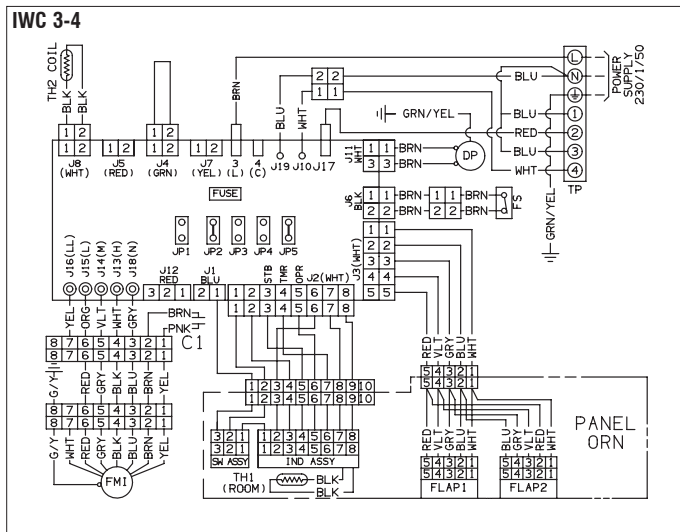 IWC 3-4
TH2 COIL
BLK
BLK
BRN
BLU
WHT
2 2
1 1
GRN/YEL
BLU
BLU
RED
BLU
WHT
L
N
1
2
3
4
TP
POWER SUPPLY
230/1/50
GRN/YEL
1 2
1 2
J8
(WHT)
1 2
J5
(RED)
1 2
1 2
J4
(GRN)
1 2
J7
(YEL)
3
(L)
4
(C)
J19
J10
J17
FUSE
J11
WHT
1 1
3 3
BRN
BRN
DP
J6
BLK
1 1
2 2
BRN
BRN
1 1
2 2
BRN
BRN
FS
J3(WHT)
1 1
2 2
3 3
4 4
5 5
JP1
JP2
JP3
JP4
JP5
J16(LL)
J15(L)
J14(M)
J13(H)
J18(N)
J12
RED
3 2 1
J1
BLU
2 1
STB
TMR
OPR
J2(WHT)
1 2 3 4 5 6 7 8
YEL
ORG
VLT
WHT
GRY
BRN
PNK
C1
8 7 6 5 4 3 2 1
8 7 6 5 4 3 2 1
G/Y
RED
GRY
BLK
BLU
BRN
YEL
8 7 6 5 4 3 2 1
8 7 6 5 4 3 2 1
G/Y
WHT
RED
GRY
BLK
BLU
BRN
YEL
FMI
1 2 3 4 5 6 7 8 9 10
1 2 3 4 5 6 7 8 9 10
3 2 1
3 2 1
SW ASSY
1 2 3 4 5 6 7 8
1 2 3 4 5 6 7 8
IND ASSY
TH1
(ROOM)
BLK
BLK
RED
VLT
GRY
BLU
WHT
5 4 3 2 1
5 4 3 2 1
RED
VLT
GRY
BLU
WHT
BLU
GRY
VLT
RED
WHT
5 4 3 2 1
5 4 3 2 1
FLAP1
5 4 3 2 1
5 4 3 2 1
FLAP2
PANEL
ORN